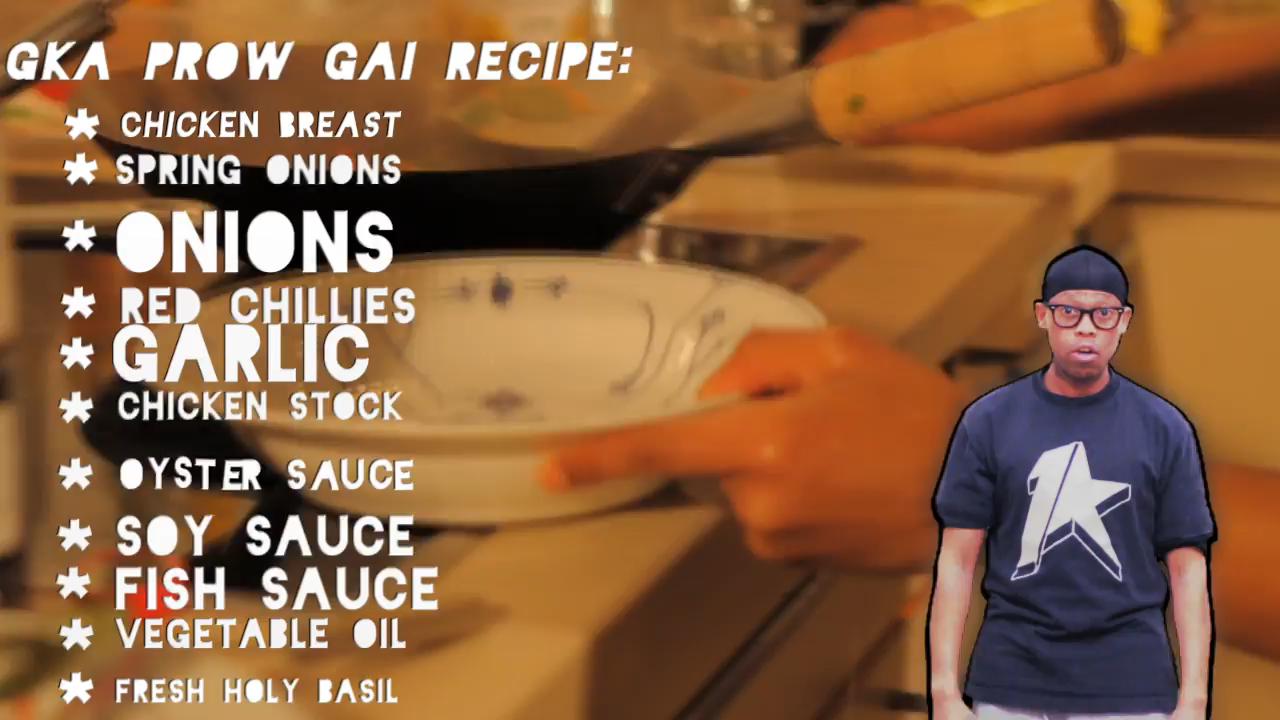 GKA PROW GAI RECIPE:
* CHICKEN BREAST
* SPRING ONIONS
* ONIONS
* RED CHILLIES
* GARLIC
* CHICKEN STOCK
* OYSTER SAUCE
* SOY SAUCE
* FISH SAUCE
* VEGETABLE OIL
* FRESH HOLY BASIL